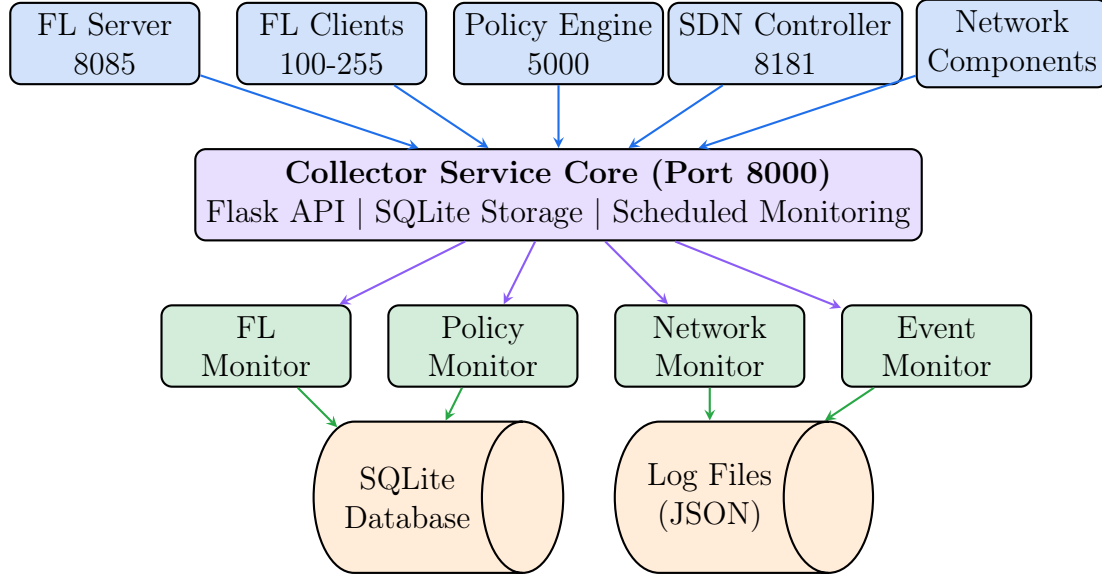 FL Server
8085
FL Clients
100-255
Policy Engine
5000
SDN Controller
8181
Network
Components
Collector Service Core (Port 8000)
Flask API | SQLite Storage | Scheduled Monitoring
FL
Monitor
Policy
Monitor
Network
Monitor
Event
Monitor
SQLite
Database
Log Files
(JSON)